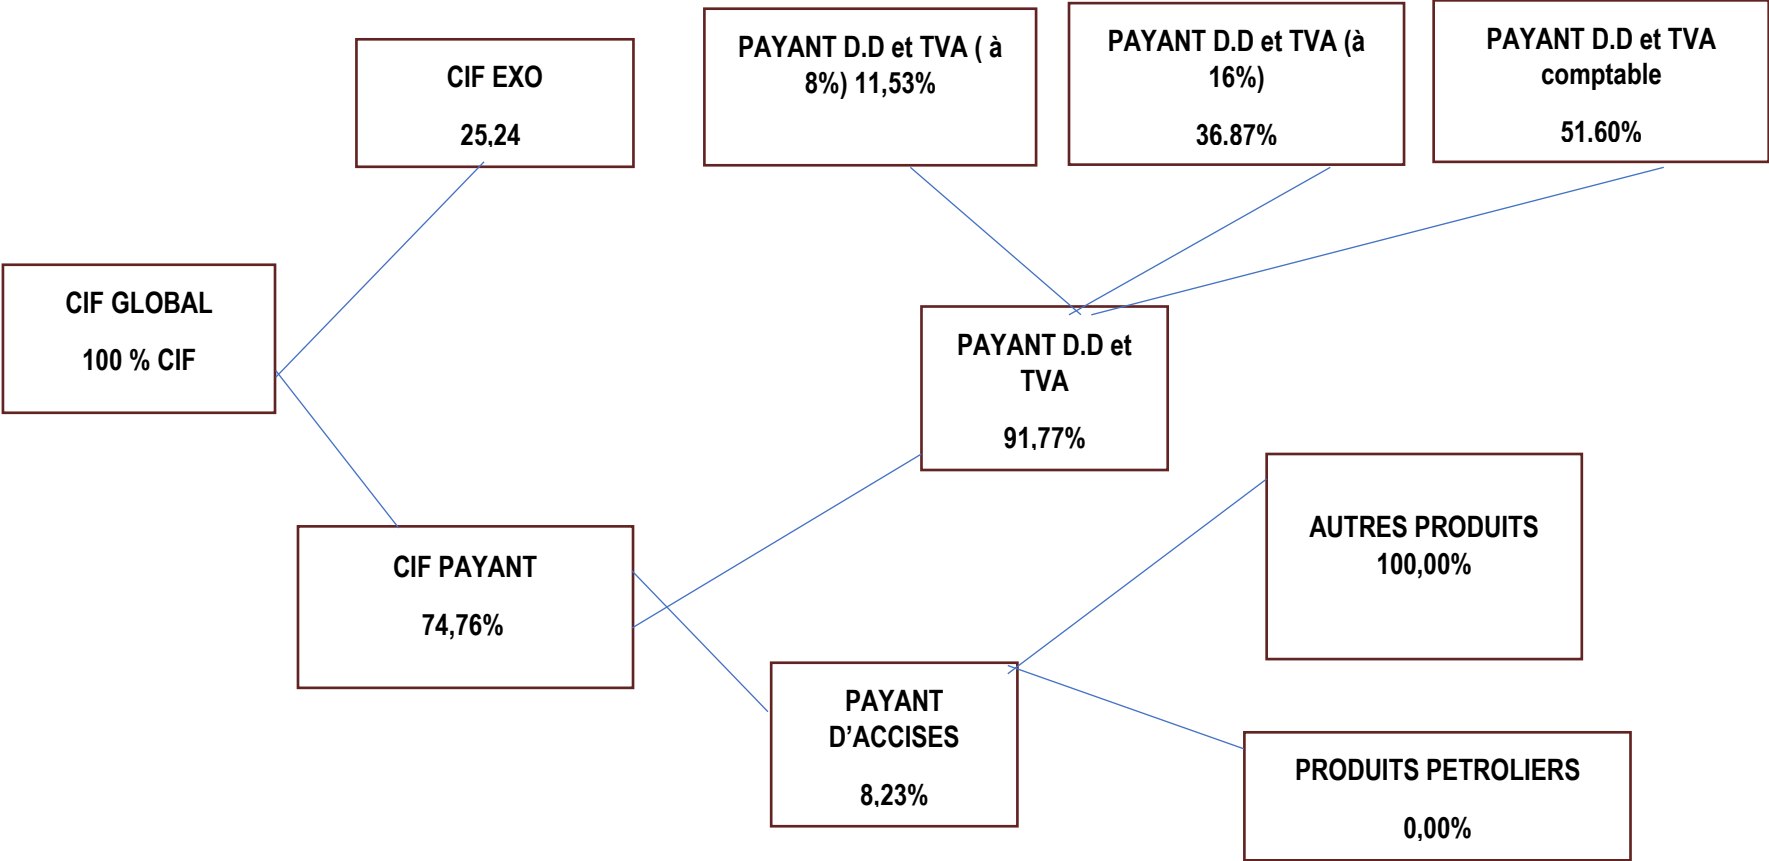 CIF EXO
25,24
PAYANT D.D et TVA ( à
8%) 11,53%
PAYANT D.D et TVA (à
16%)
36.87%
PAYANT D.D et TVA
comptable
51.60%
CIF GLOBAL
100 % CIF
PAYANT D.D et
TVA
91,77%
CIF PAYANT
74,76%
AUTRES PRODUITS
100,00%
PAYANT
D’ACCISES
8,23%
PRODUITS PETROLIERS
0,00%